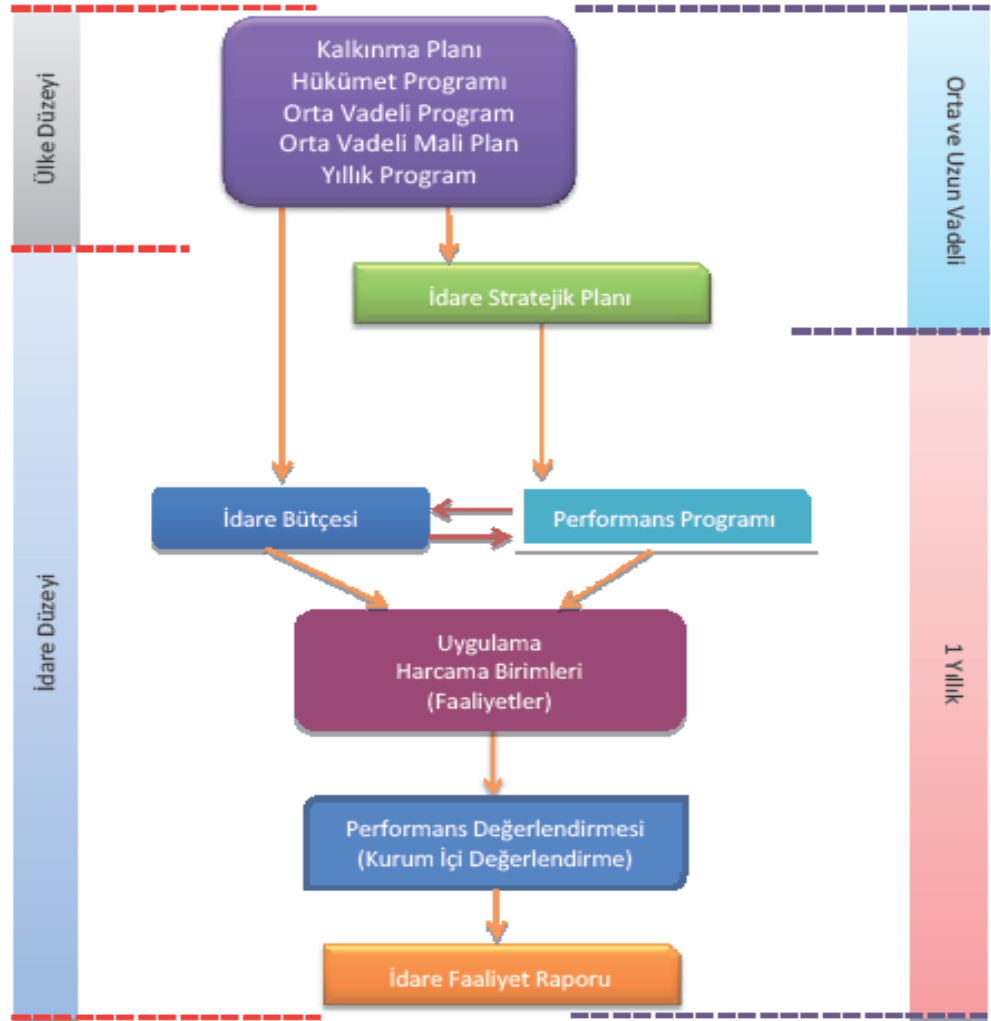 Ülke Düzeyi
Kalkınma Planı
Hükümet Programı
Orta Vadeli Program
Orta Vadeli Mali Plan
Yıllık Program
Orta ve Uzun Vadeli
İdare Stratejik Planı
İdare Düzeyi
İdare Bütçesi
Performans Programı
Uygulama
Harcama Birimleri
(Faaliyetler)
1 Yıllık
Performans Değerlendirmesi
(Kurum İçi Değerlendirme)
İdare Faaliyet Raporu